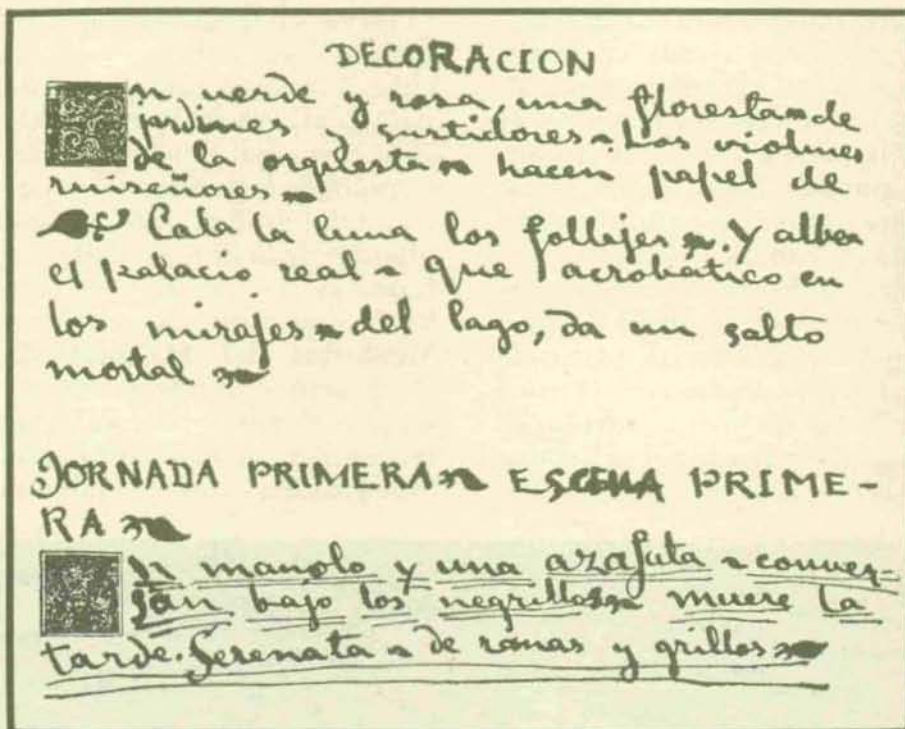 DECORACION
En verde y rosa, una floresta de
jrdines y surtidores. Los violines
de la orquesta hacen papel de
ruiseñores
Cala la luna los follajes. Y albea
el palacio real que acrobático en
los mirajes del lago, da un salto
mortal
JORNADA PRIMERA ESCENA PRIME-
RA
Un manolo y una azafata conver-
san bajo los negrillos muere la
tarde. Serenata de ranas y grillos